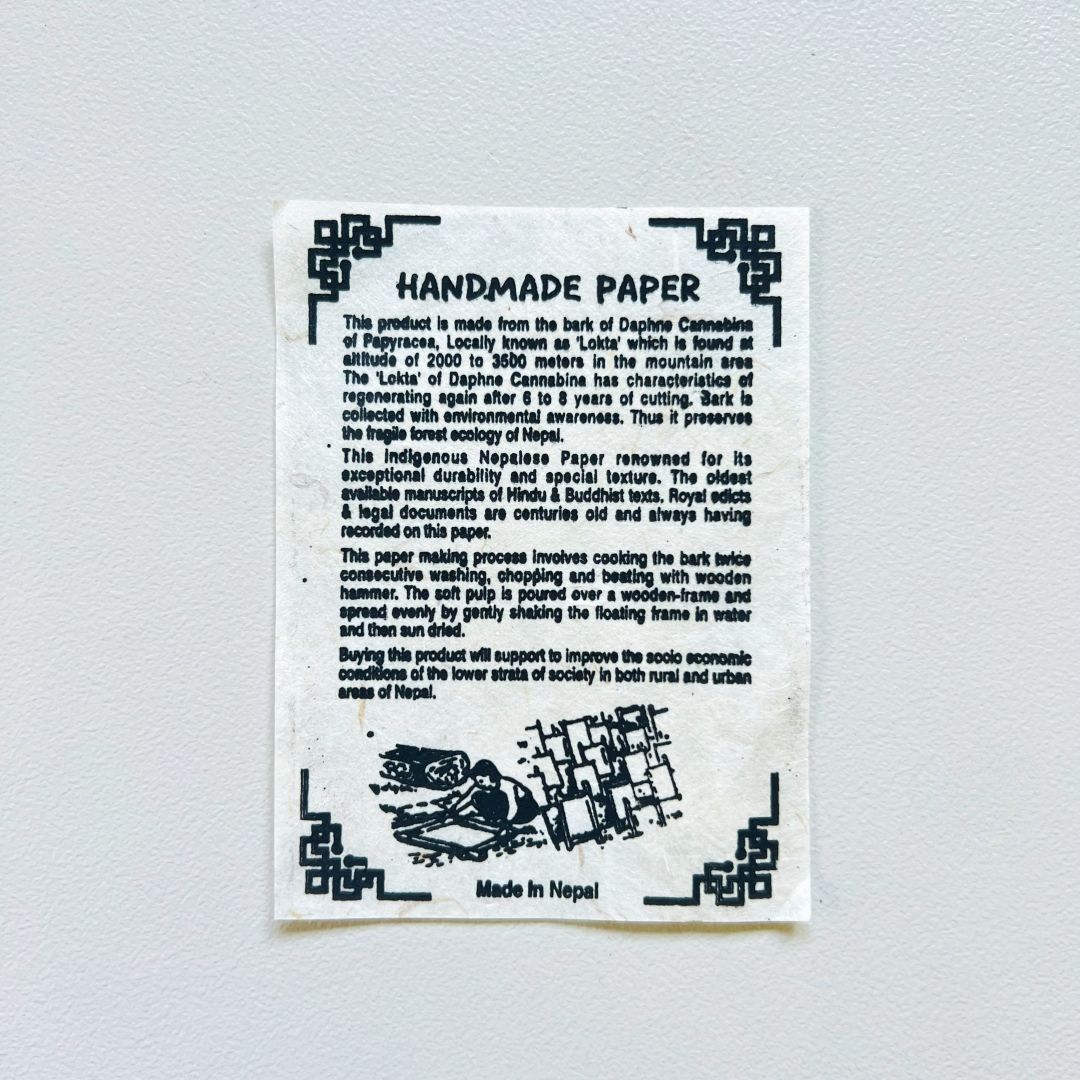 HANDMADE PAPER
This product is made from the bark of Daphne Cannabina
of Papyracea, Locally known as 'Lokta' which is found at
altitude of 2000 to 3500 meters in the mountain area
The 'Lokta' of Daphne Cannabina has characteristics of
regenerating again after 6 to 8 years of cutting. Bark is
collected with environmental awareness. Thus it preserves
the fragile forest ecology of Nepal.
This indigenous Nepalese Paper renowned for its
exceptional durability and special texture. The oldest
available manuscripts of Hindu & Buddhist texts, Royal edicts
& legal documents are centuries old and always having
recorded on this paper.
This paper making process involves cooking the bark twice
consecutive washing, chopping and beating with wooden
hammer. The soft pulp is poured over a wooden-frame and
spread evenly by gently shaking the floating frame in water
and then sun dried.
Buying this product will support to improve the socio economic
conditions of the lower strata of society in both rural and urban
areas of Nepal.
Made In Nepal